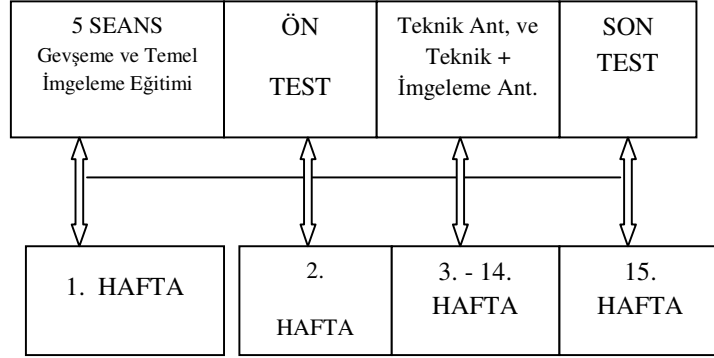 5 SEANS
Gevşeme ve Temel
İmgeleme Eğitimi
ÖN
TEST
Teknik Ant, ve
Teknik +
İmgeleme Ant.
SON
TEST
1. HAFTA
2.
HAFTA
3. - 14.
HAFTA
15.
HAFTA